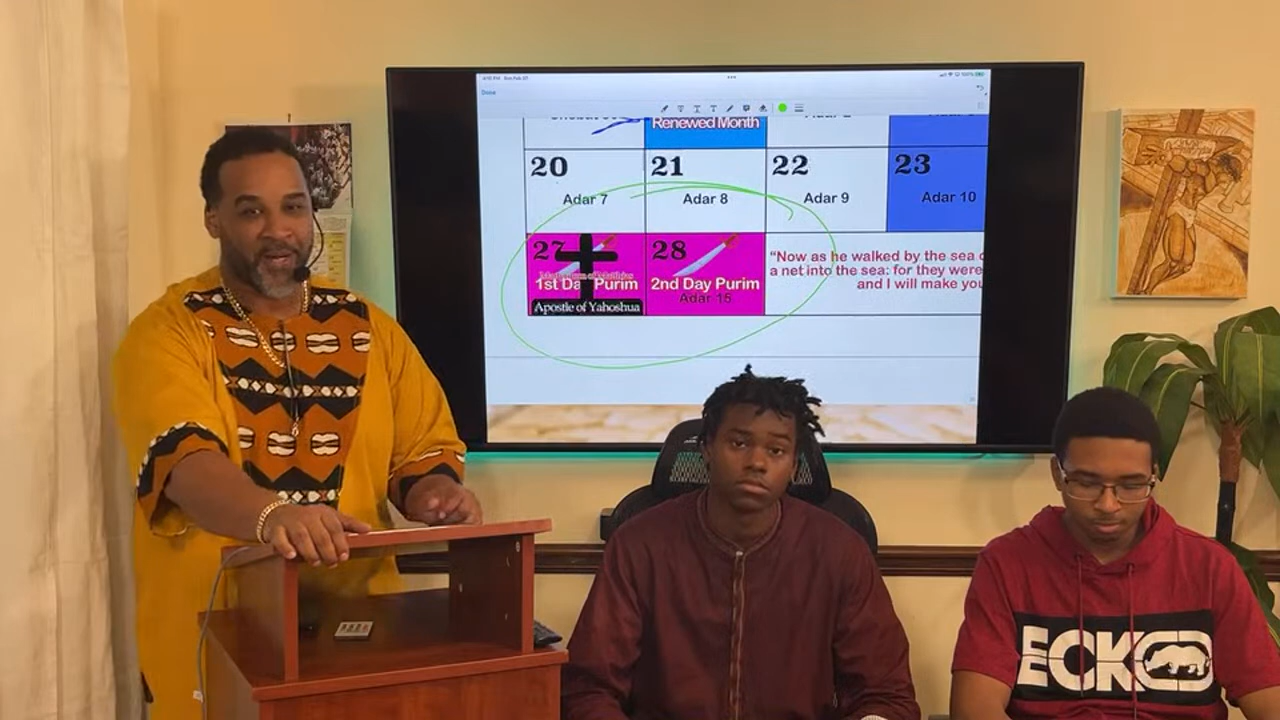 Done
Renewed Month
20
Adar 7
21
Adar 8
22
Adar 9
23
Adar 10
27
1st Day Purim
Apostle of Yahoshua
28
2nd Day Purim
Adar 15
"Now as he walked by the sea
a net into the sea: for they were
and I will make you
ECKO